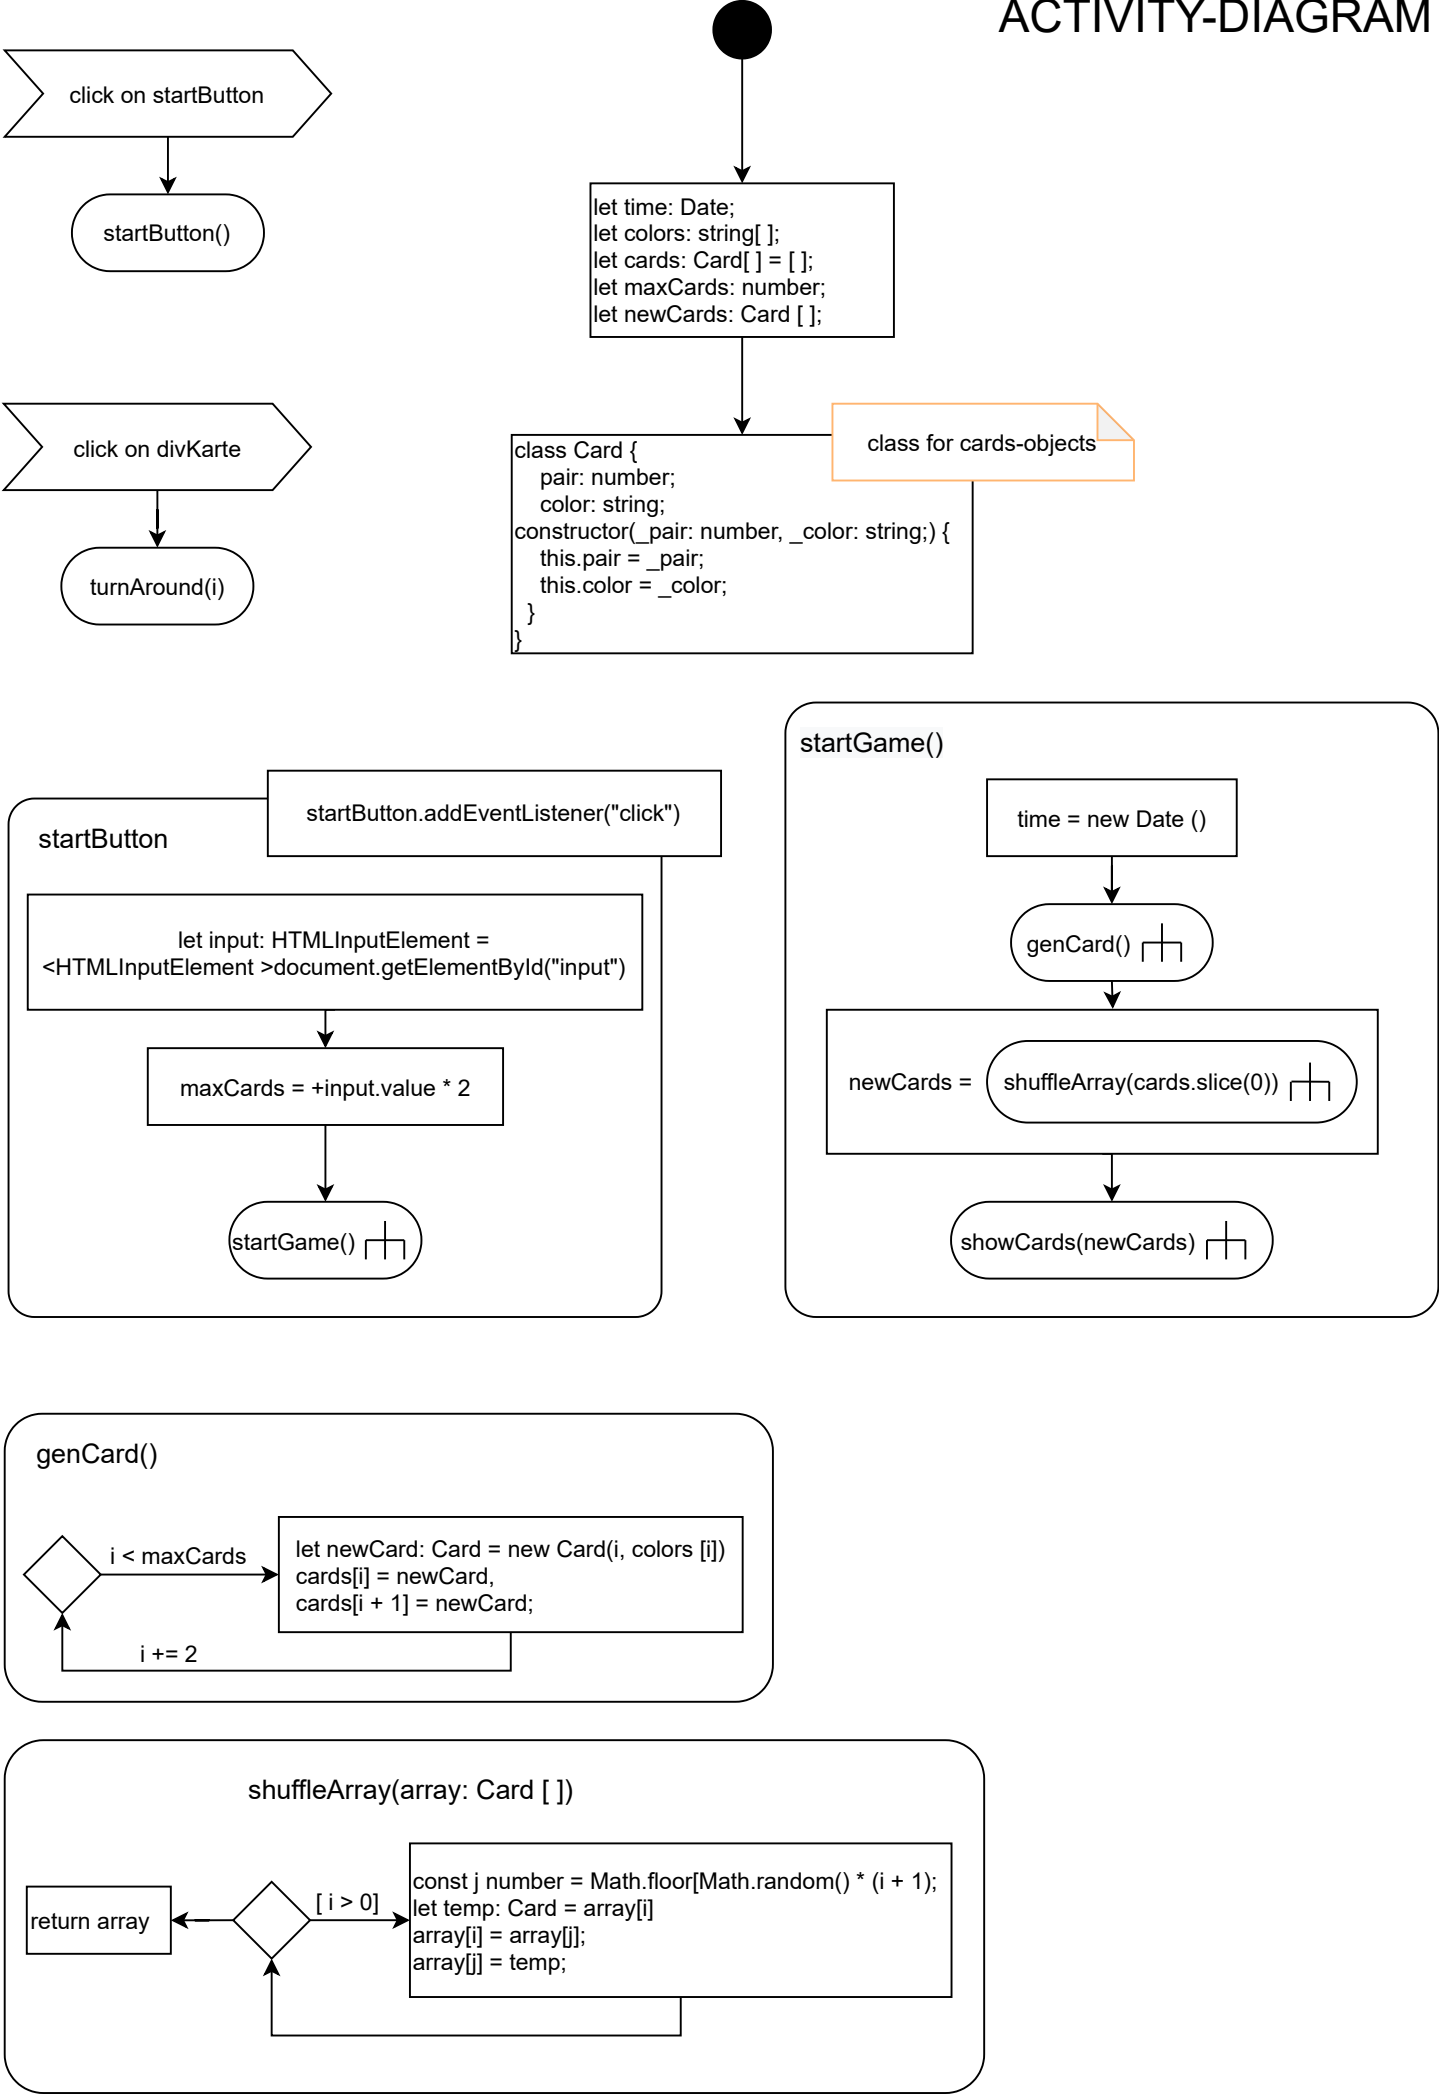 ACTIVITY-DIAGRAM
click on startButton
startButton()
let time: Date;
let colors: string[ ];
let cards: Card[ ] = [ ];
let maxCards: number;
let newCards: Card [ ];
click on divKarte
turnAround(i)
class for cards-objects
class Card {
pair: number;
color: string;
constructor(_pair: number, _color: string;) {
this.pair = _pair;
this.color = _color;
}
}
startButton.addEventListener("click")
startButton
let input: HTMLInputElement =
<HTMLInputElement >document.getElementById("input")
maxCards = +input.value * 2
startGame()
startGame()
time = new Date ()
genCard()
newCards =
shuffleArray(cards.slice(0))
showCards(newCards)
genCard()
i < maxCards
let newCard: Card = new Card(i, colors [i])
cards[i] = newCard,
cards[i + 1] = newCard;
i += 2
shuffleArray(array: Card [ ])
return array
[ i > 0]
const j number = Math.floor[Math.random() * (i + 1);
let temp: Card = array[i]
array[i] = array[j];
array[j] = temp;